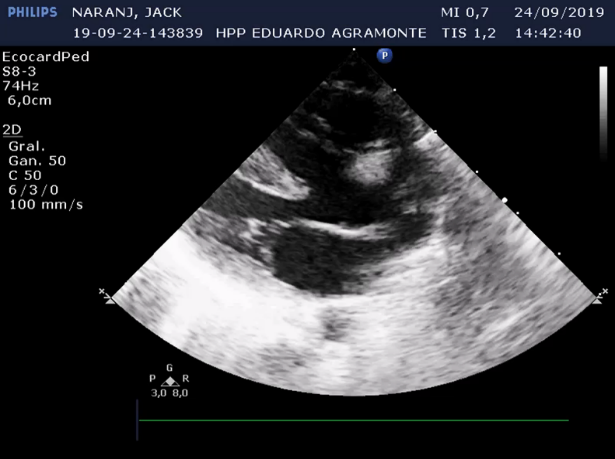 PHILIPS NARANJ, JACK MI 0,7 24/09/2019
19-09-24-143839 HPP EDUARDO AGRAMONTE TIS 1,2 14:42:40
EcocardPed
S8-3
74Hz
6,0cm
2D
Gral.
Gan. 50
C 50
6/3/0
100 mm/s
P
G
P R
3,0 8,0